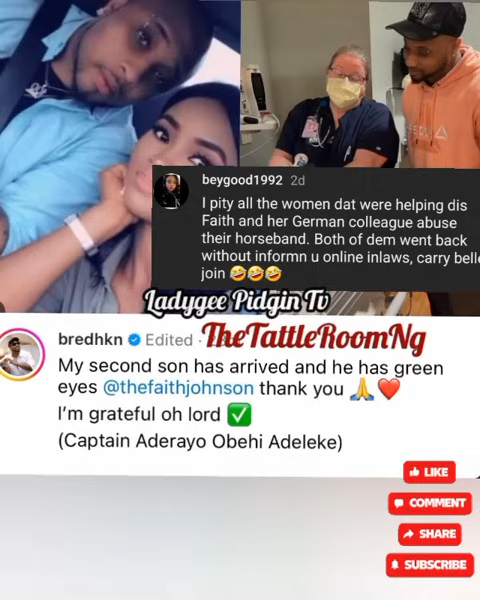 beygood1992 2d
I pity all the women dat were helping dis
Faith and her German colleague abuse
their horseband. Both of dem went back
without informn u online inlaws, carry belle
join 🤣🤣🤣
Ladygee Pidgin Tv
TheTattleRoomNg
bredhkn Edited ·
My second son has arrived and he has green
eyes @thefaithjohnson thank you 🙏❤️
I'm grateful oh lord ✅
(Captain Aderayo Obehi Adeleke)
LIKE
COMMENT
SHARE
SUBSCRIBE